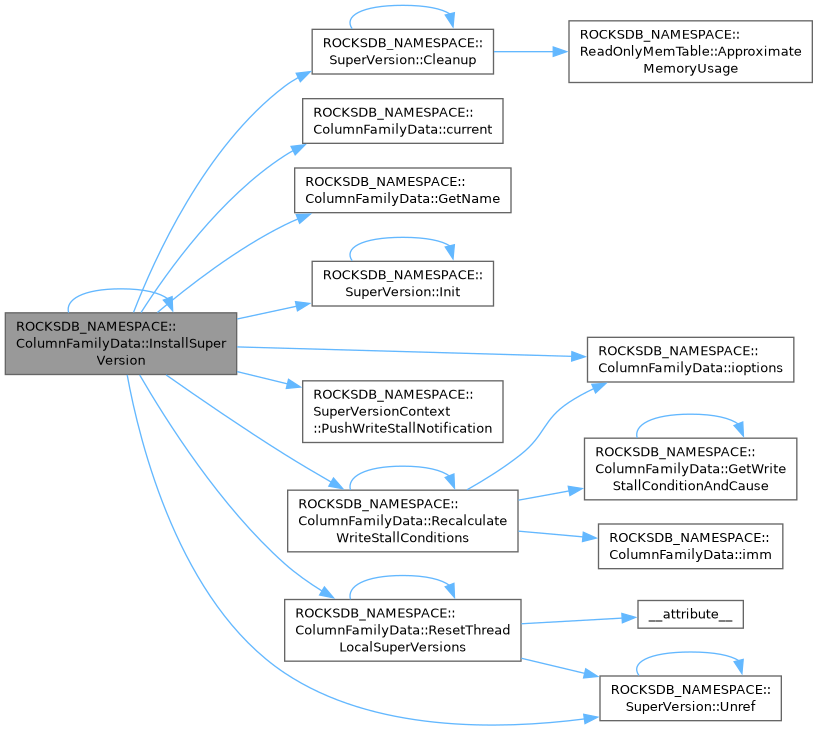 ROCKSDB_NAMESPACE::
SuperVersion::Cleanup
ROCKSDB_NAMESPACE::
ReadOnlyMemTable::Approximate
MemoryUsage
ROCKSDB_NAMESPACE::
ColumnFamilyData::current
ROCKSDB_NAMESPACE::
ColumnFamilyData::GetName
ROCKSDB_NAMESPACE::
SuperVersion::Init
ROCKSDB_NAMESPACE::
ColumnFamilyData::InstallSuper
Version
ROCKSDB_NAMESPACE::
ColumnFamilyData::ioptions
ROCKSDB_NAMESPACE::
SuperVersionContext
::PushWriteStallNotification
ROCKSDB_NAMESPACE::
ColumnFamilyData::GetWrite
StallConditionAndCause
ROCKSDB_NAMESPACE::
ColumnFamilyData::Recalculate
WriteStallConditions
ROCKSDB_NAMESPACE::
ColumnFamilyData::imm
ROCKSDB_NAMESPACE::
ColumnFamilyData::ResetThread
LocalSuperVersions
__attribute__
ROCKSDB_NAMESPACE::
SuperVersion::Unref